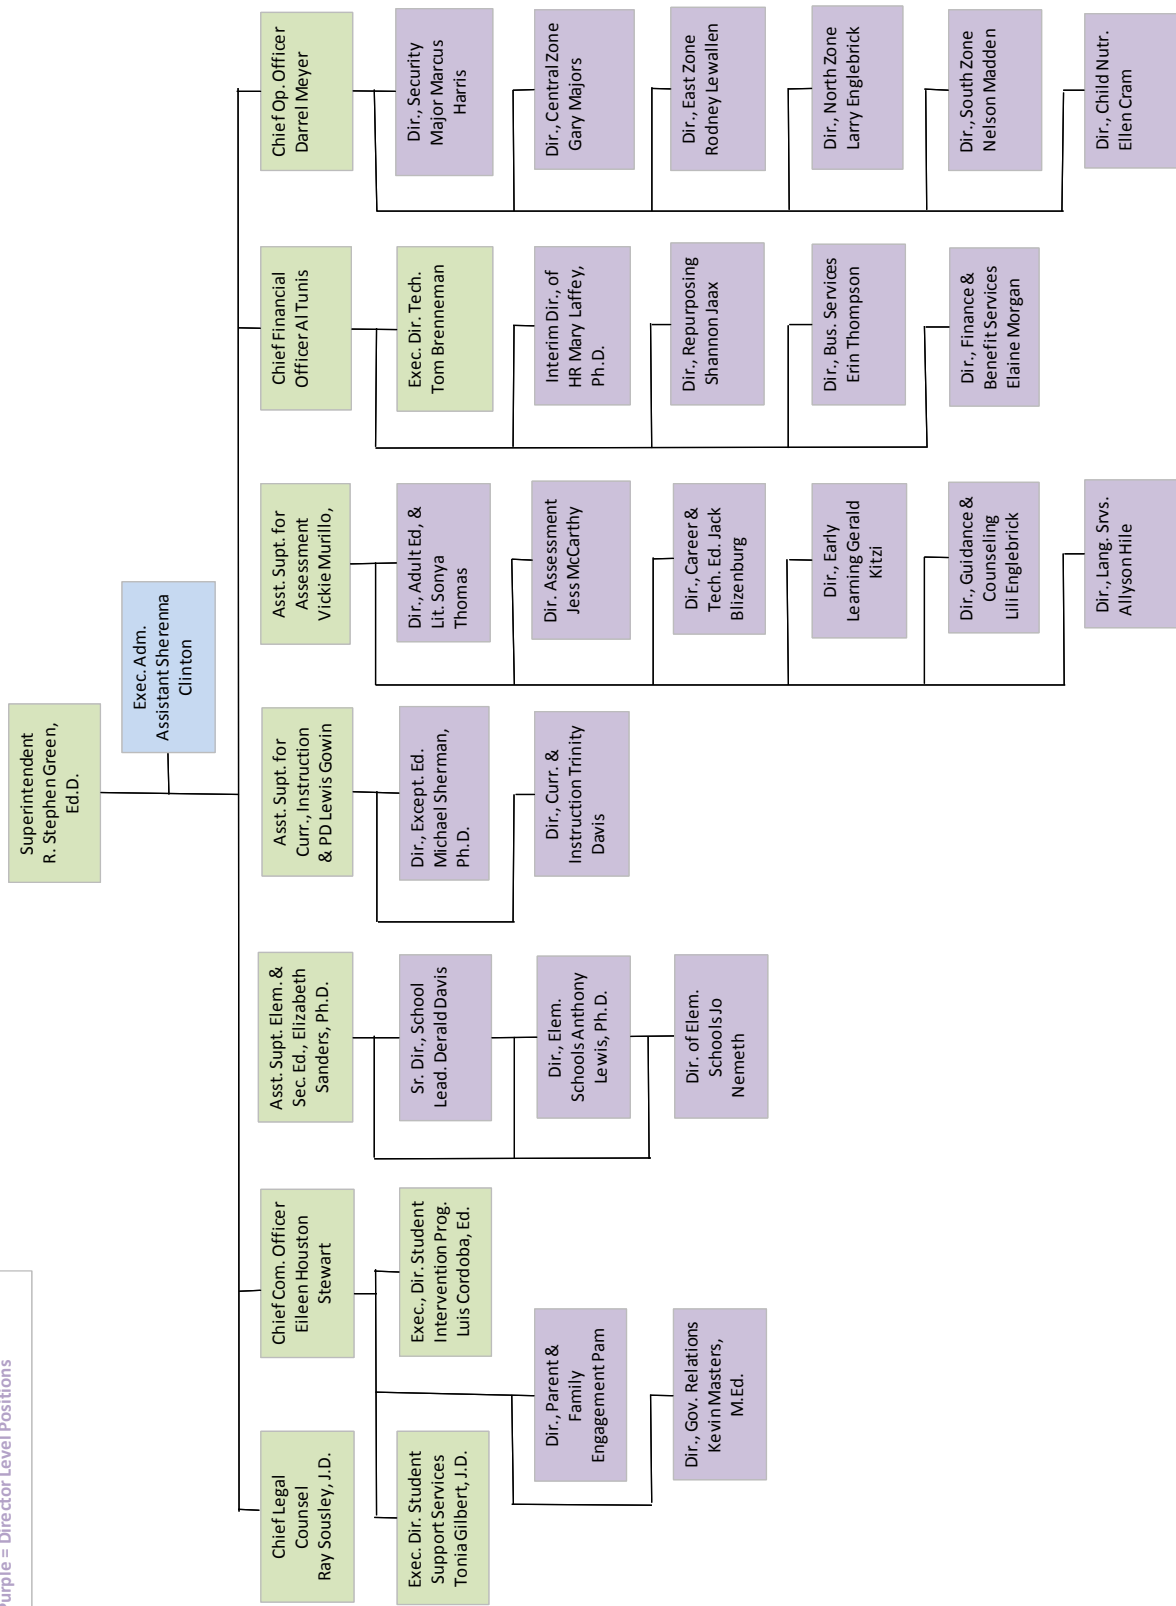 Purple = Director Level Positions
Superintendent
R. Stephen Green,
Ed.D.
Exec. Adm.
Assistant Sherenna
Clinton
Chief Legal
Counsel
Ray Sousley, J.D.
Chief Com. Officer
Eileen Houston
Stewart
Asst. Supt. Elem. &
Sec. Ed., Elizabeth
Sanders, Ph.D.
Asst. Supt. for
Curr., Instruction
& PD Lewis Gowin
Asst. Supt. for
Assessment
Vickie Murillo,
Chief Financial
Officer Al Tunis
Chief Op. Officer
Darrel Meyer
Exec. Dir. Student
Support Services
Tonia Gilbert, J.D.
Exec., Dir. Student
Intervention Prog.
Luis Cordoba, Ed.
Sr. Dir., School
Lead. Derald Davis
Dir., Except. Ed.
Michael Sherman,
Ph.D.
Dir., Adult Ed, &
Lit. Sonya
Thomas
Exec. Dir. Tech.
Tom Brenneman
Dir., Security
Major Marcus
Harris
Dir., Parent &
Family
Engagement Pam
Dir., Elem.
Schools Anthony
Lewis, Ph.D.
Dir., Curr. &
Instruction Trinity
Davis
Dir. Assessment
Jess McCarthy
Interim Dir., of
HR Mary Laffey,
Ph.D.
Dir., Central Zone
Gary Majors
Dir., Gov. Relations
Kevin Masters,
M.Ed.
Dir. of Elem.
Schools Jo
Nemeth
Dir., Career &
Tech. Ed. Jack
Blizenburg
Dir., Repurposing
Shannon Jaax
Dir., East Zone
Rodney Lewallen
Dir., Early
Learning Gerald
Kitzi
Dir., Bus. Services
Erin Thompson
Dir., North Zone
Larry Englebrick
Dir., Guidance &
Counseling
Lili Englebrick
Dir., Finance &
Benefit Services
Elaine Morgan
Dir., South Zone
Nelson Madden
Dir., Lang. Srvs.
Allyson Hile
Dir., Child Nutr.
Ellen Cram